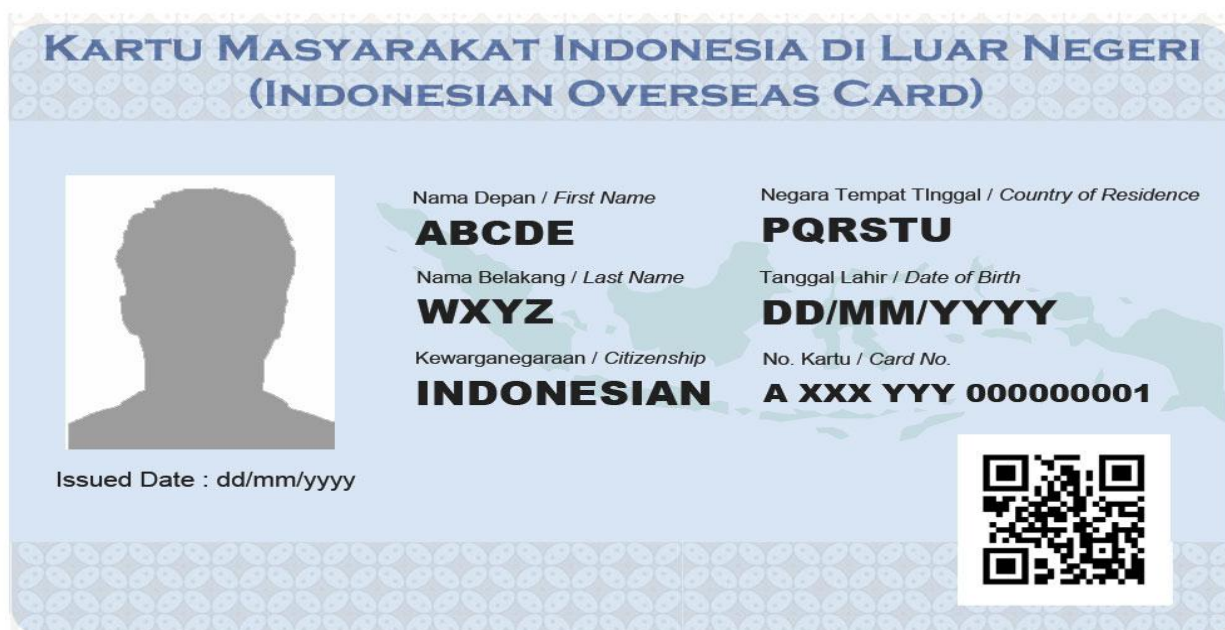 KARTU MASYARAKAT INDONESIA DI LUAR NEGERI
(INDONESIAN OVERSEAS CARD)
Nama Depan / First Name
ABCDE
Nama Belakang / Last Name
WXYZ
Kewarganegaraan / Citizenship
INDONESIAN
Negara Tempat TInggal / Country of Residence
PQRSTU
Tanggal Lahir / Date of Birth
DD/MM/YYYY
No. Kartu / Card No.
A XXX YYY 000000001
Issued Date : dd/mm/yyyy